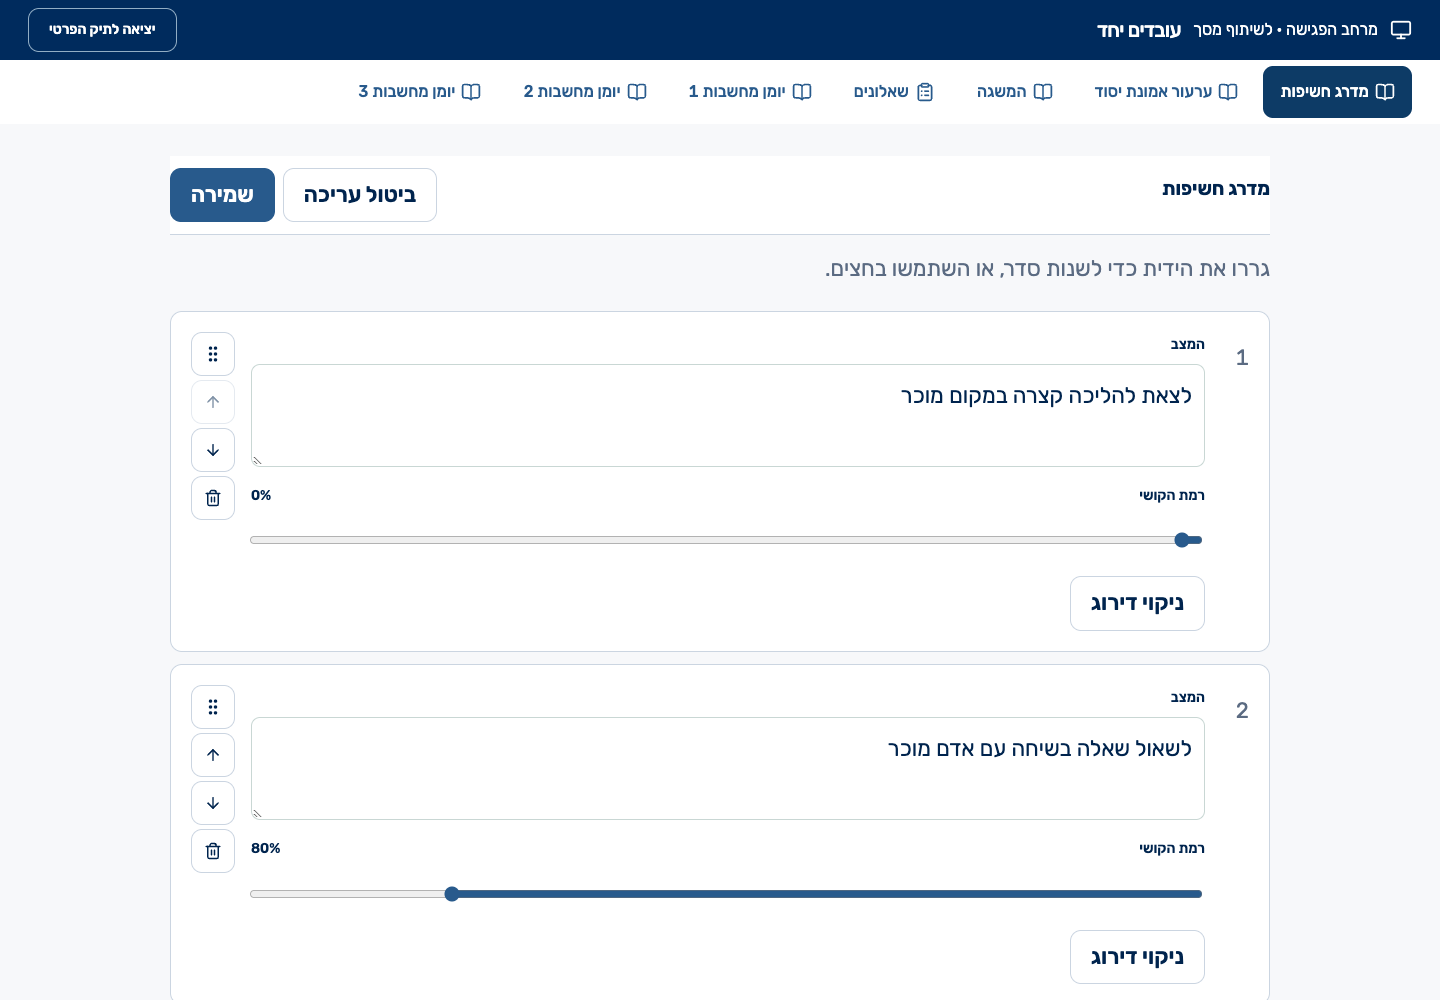 מרחב הפגישה • לשיתוף מסך עובדים יחד
יציאה לתיק הפרטי
מדרג חשיפות
ערעור אמונת יסוד
המשגה
שאלונים
יומן מחשבות 1
יומן מחשבות 2
יומן מחשבות 3
מדרג חשיפות
ביטול עריכה
שמירה
גררו את הידית כדי לשנות סדר, או השתמשו בחצים.
1
המצב
לצאת להליכה קצרה במקום מוכר
רמת הקושי
0%
ניקוי דירוג
2
המצב
לשאול שאלה בשיחה עם אדם מוכר
רמת הקושי
80%
ניקוי דירוג